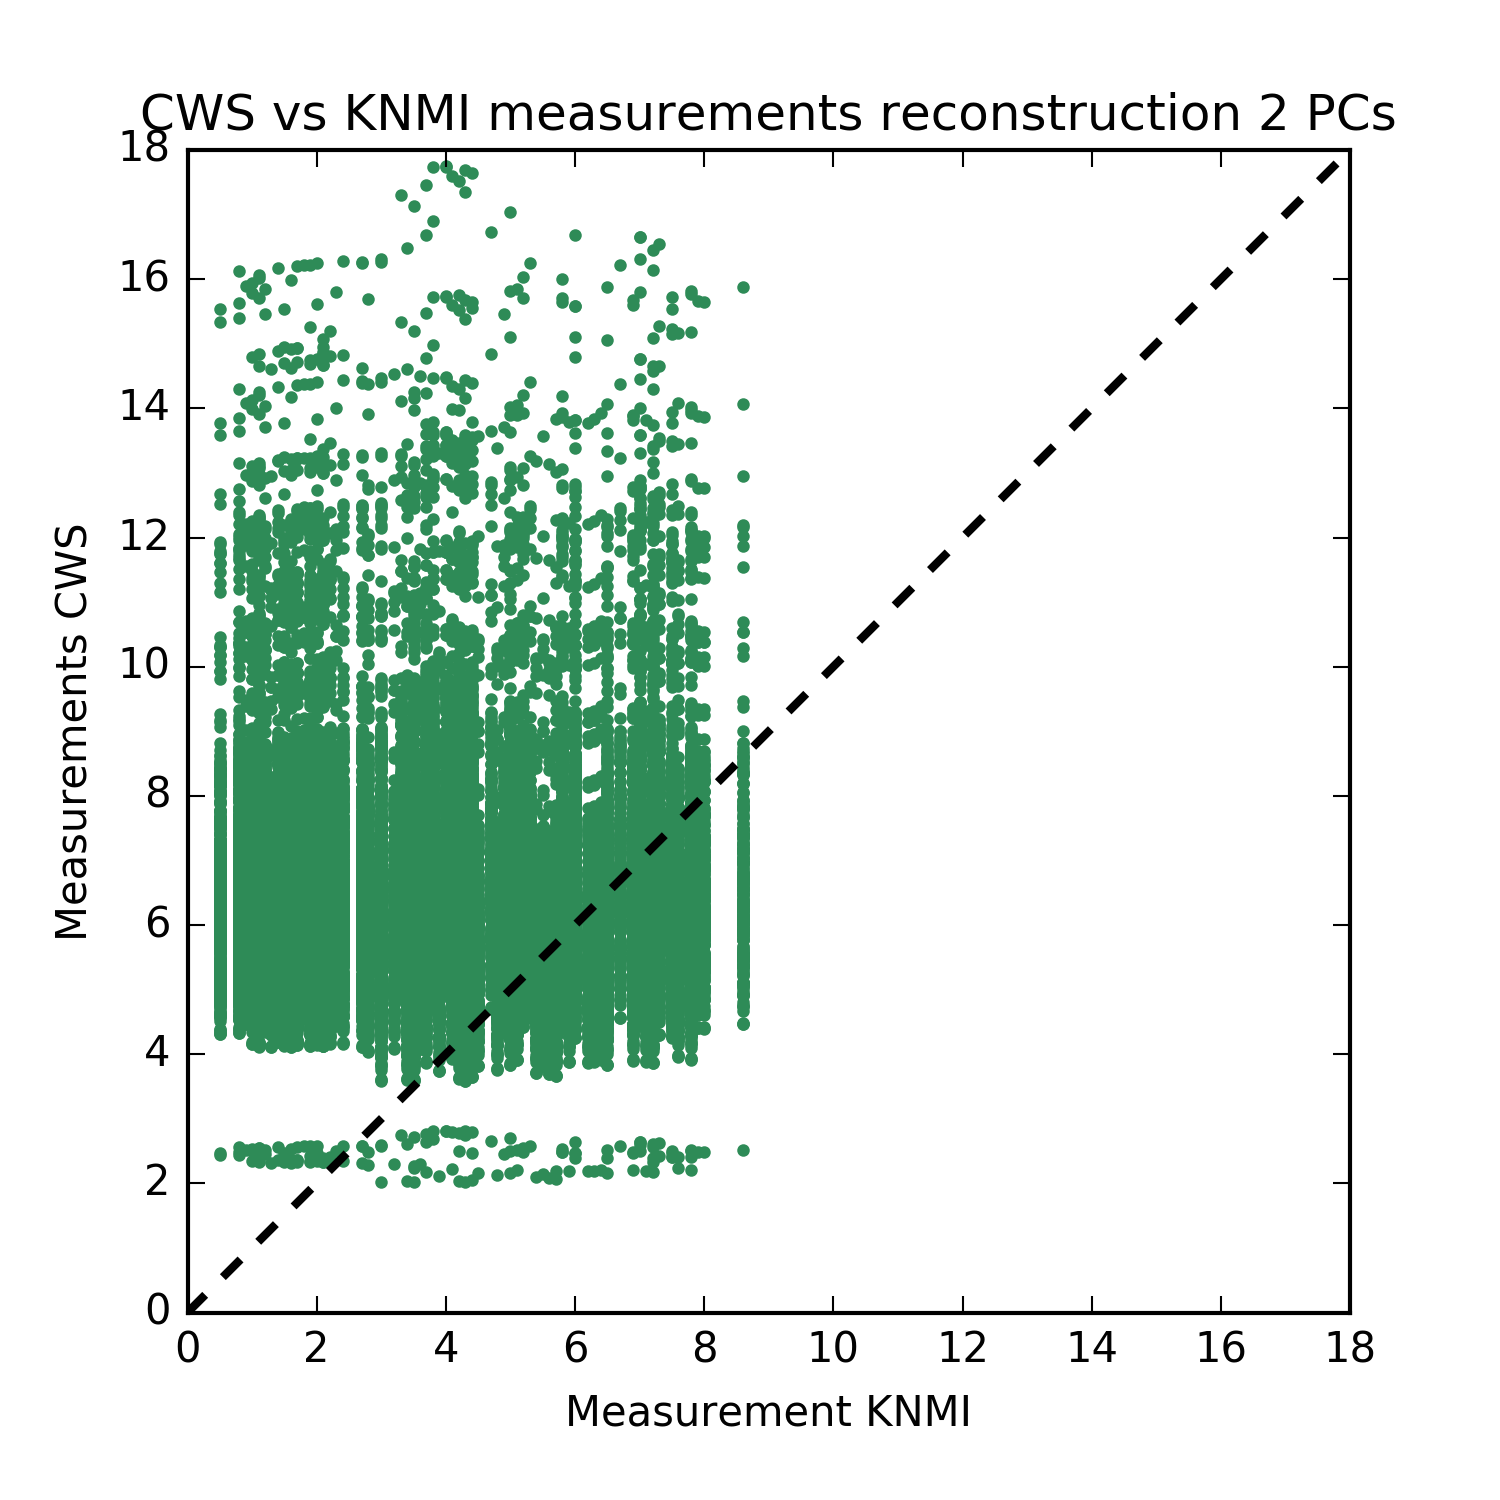 CWS vs KNMI measurements reconstruction 2 PCs
18
16
14
12
10
8
6
4
2
0
Measurements CWS
0 2 4 6 8 10 12 14 16 18
Measurement KNMI